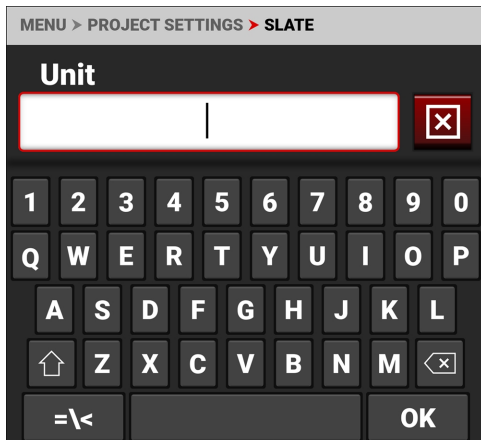 MENU > PROJECT SETTINGS > SLATE
Unit
1 2 3 4 5 6 7 8 9 0
Q W E R T Y U I O P
A S D F G H J K L
Z X C V B N M
=\< OK